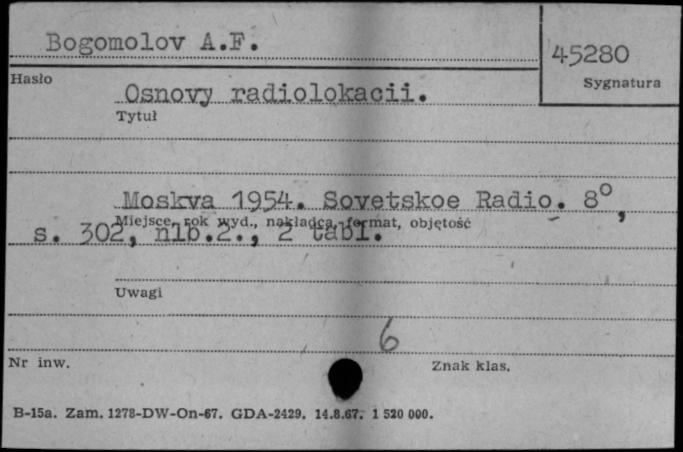 Bogomolov A.F.
45280
Hasło
Sygnatura
Osnovy radiolokacii.
Tytuł
Moskva 1954. Sovetskoe Radio. 8°,
Miejsce, rok wyd., nakładca, format, objętość
s. 302, nlb.2., 2 tabl.
Uwagi
6
Nr inw.
Znak klas.
B-15a. Zam. 1278-DW-On-67. GDA-2429. 14.8.67. 1 520 000.